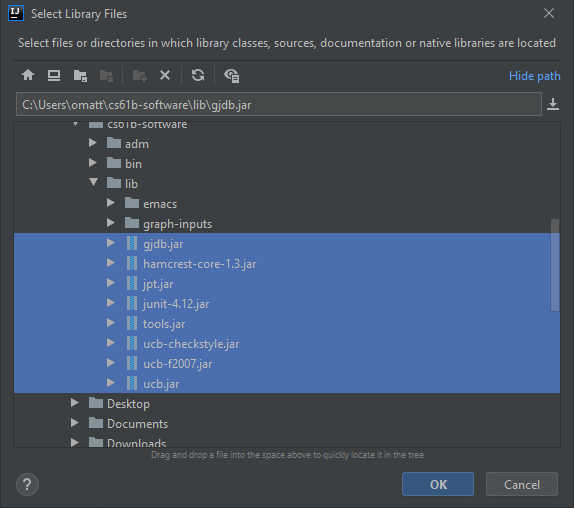 IJ
Select Library Files
Select files or directories in which library classes, sources, documentation or native libraries are located
Hide path
C:\Users\omatt\cs61b-software\lib\gjdb.jar
cs61b-software
adm
bin
lib
emacs
graph-inputs
gjdb.jar
hamcrest-core-1.3.jar
jpt.jar
junit-4.12.jar
tools.jar
ucb-checkstyle.jar
ucb-f2007.jar
ucb.jar
Desktop
Documents
Downloads
Drag and drop a file into the space above to quickly locate it in the tree
?
OK
Cancel